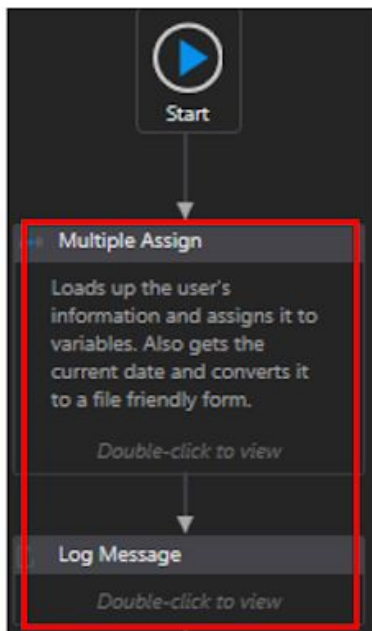 Start
Multiple Assign
Loads up the user's
information and assigns it to
variables. Also gets the
current date and converts it
to a file friendly form.
Double-click to view
Log Message
Double-click to view